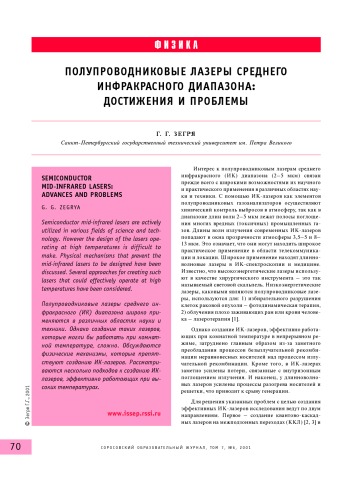 ФИЗИКА
ПОЛУПРОВОДНИКОВЫЕ ЛАЗЕРЫ СРЕДНЕГО
ИНФРАКРАСНОГО ДИАПАЗОНА:
ДОСТИЖЕНИЯ И ПРОБЛЕМЫ
Г. Г. ЗЕГРЯ
Санкт-Петербургский государственный технический университет им. Петра Великого
SEMICONDUCTOR
MID-INFRARED LASERS:
ADVANCES AND PROBLEMS
G. G. ZEGRYA
Semiconductor mid-infrared lasers are actively
utilized in various fields of science and tech-
nology. However the design of the lasers ope-
rating at high temperatures is difficult to
make. Physical mechanisms that prevent the
mid-infrared lasers to be designed have been
discussed. Several approaches for creating such
lasers that could effectively operate at high
temperatures have been considered.
Полупроводниковые лазеры среднего ин-
фракрасного (ИК) диапазона широко при-
меняются в различных областях науки и
техники. Однако создание таких лазеров,
которые могли бы работать при комнат-
ной температуре, сложно. Обсуждаются
физические механизмы, которые препят-
ствуют созданию ИК-лазеров. Рассматри-
ваются несколько подходов к созданию ИК-
лазеров, эффективно работающих при вы-
соких температурах.
© Зегря Г.Г., 2001
www.issep.rssi.ru
Интерес к полупроводниковым лазерам среднего
инфракрасного (ИК) диапазона (2–5 мкм) связан
прежде всего с широкими возможностями их научного
и практического применения в различных областях нау-
ки и техники. С помощью ИК-лазеров как элементов
полупроводниковых газоанализаторов осуществляют
химический контроль выбросов в атмосферу, так как в
диапазоне длин волн 2–5 мкм лежат полосы поглоще-
ния многих вредных (токсичных) промышленных га-
зов. Длины волн излучения современных ИК-лазеров
попадают в окна прозрачности атмосферы 3,5–5 и 8–
13 мкм. Это означает, что они могут находить широкое
практическое применение в области телекоммуника-
ции и локации. Широкое применение находят длинно-
волновые лазеры в ИК-спектроскопии и медицине.
Известно, что высокоэнергетические лазеры использу-
ют в качестве хирургического инструмента – это так
называемый световой скальпель. Низкоэнергетические
лазеры, каковыми являются полупроводниковые лазе-
ры, используются для: 1) избирательного разрушения
клеток раковой опухоли – фотодинамическая терапия,
2) облучения плохо заживающих ран или крови челове-
ка – лазеротерапия [1].
Однако создание ИК-лазеров, эффективно работа-
ющих при комнатной температуре в непрерывном ре-
жиме, затруднено главным образом из-за заметного
преобладания процессов безызлучательной рекомби-
нации неравновесных носителей над процессом излу-
чательной рекомбинации. Кроме того, в ИК-лазерах
заметны усилены потери, связанные с внутризонным
поглощением излучения. И наконец, у длинноволно-
вых лазеров усилены процессы разогрева носителей и
решетки, что приводит к срыву генерации.
Для решения указанных проблем с целью создания
эффективных ИК-лазеров исследования ведут по двум
направлениям. Первое – создание квантово-каскад-
ных лазеров на межподзонных переходах (ККЛ) [2, 3] и
70
СОРОСОВСКИЙ ОБРАЗОВАТЕЛЬНЫЙ ЖУРНАЛ, ТОМ 7, №6, 2001